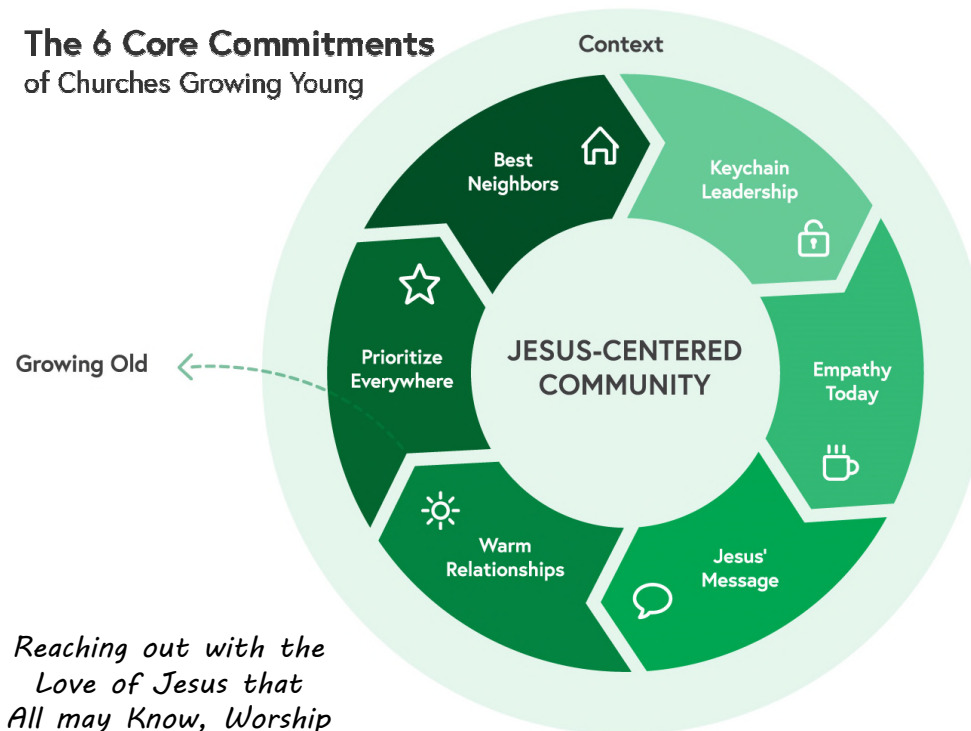 The 6 Core Commitments
of Churches Growing Young
Context
Best
Neighbors
Keychain
Leadership
Prioritize
Everywhere
JESUS-CENTERED
COMMUNITY
Empathy
Today
Growing Old
Warm
Relationships
Jesus'
Message
Reaching out with the
Love of Jesus that
All may Know, Worship